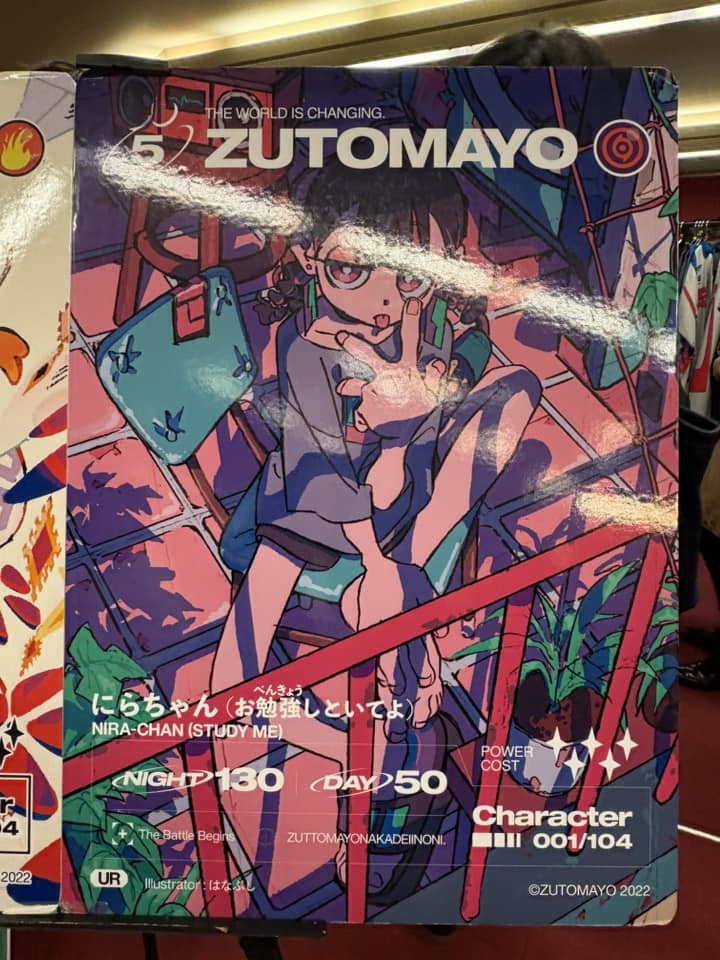 THE WORLD IS CHANGING.
5 ZUTOMAYO
べんきょう
にらちゃん (お勉強しといてよ)
NIRA-CHAN (STUDY ME)
POWER
COST
NIGHT 130 DAY 50
Character
001/104
The Battle Begins ZUTTOMAYONAKADEIINONI.
UR Illustrator : はなぶし
©ZUTOMAYO 2022
r
04
2022